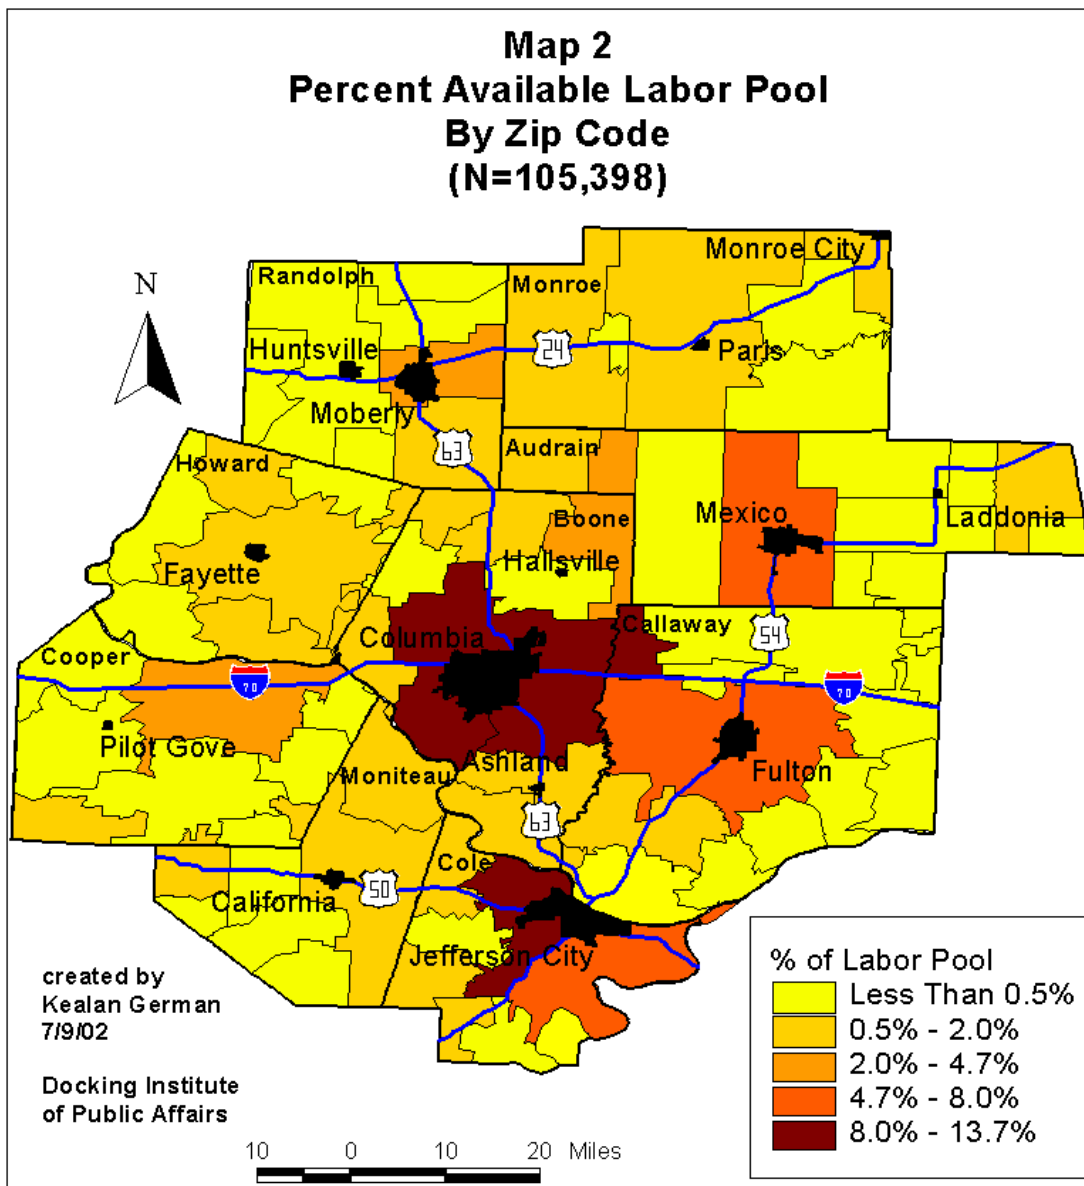 Map 2
Percent Available Labor Pool
By Zip Code
(N=105,398)
N
Randolph
Monroe
Monroe City
Huntsville
24
Paris
Moberly
63
Audrain
Howard
Boone
Mexico
Laddonia
Hallsville
Fayette
Columbia
Callaway
54
Cooper
70
70
Pilot Gove
Ashland
Moniteau
Fulton
63
Cole
50
California
Jefferson City
created by
Kealan German
7/9/02
Docking Institute
of Public Affairs
% of Labor Pool
Less Than 0.5%
0.5% - 2.0%
2.0% - 4.7%
4.7% - 8.0%
8.0% - 13.7%
10 0 10 20 Miles